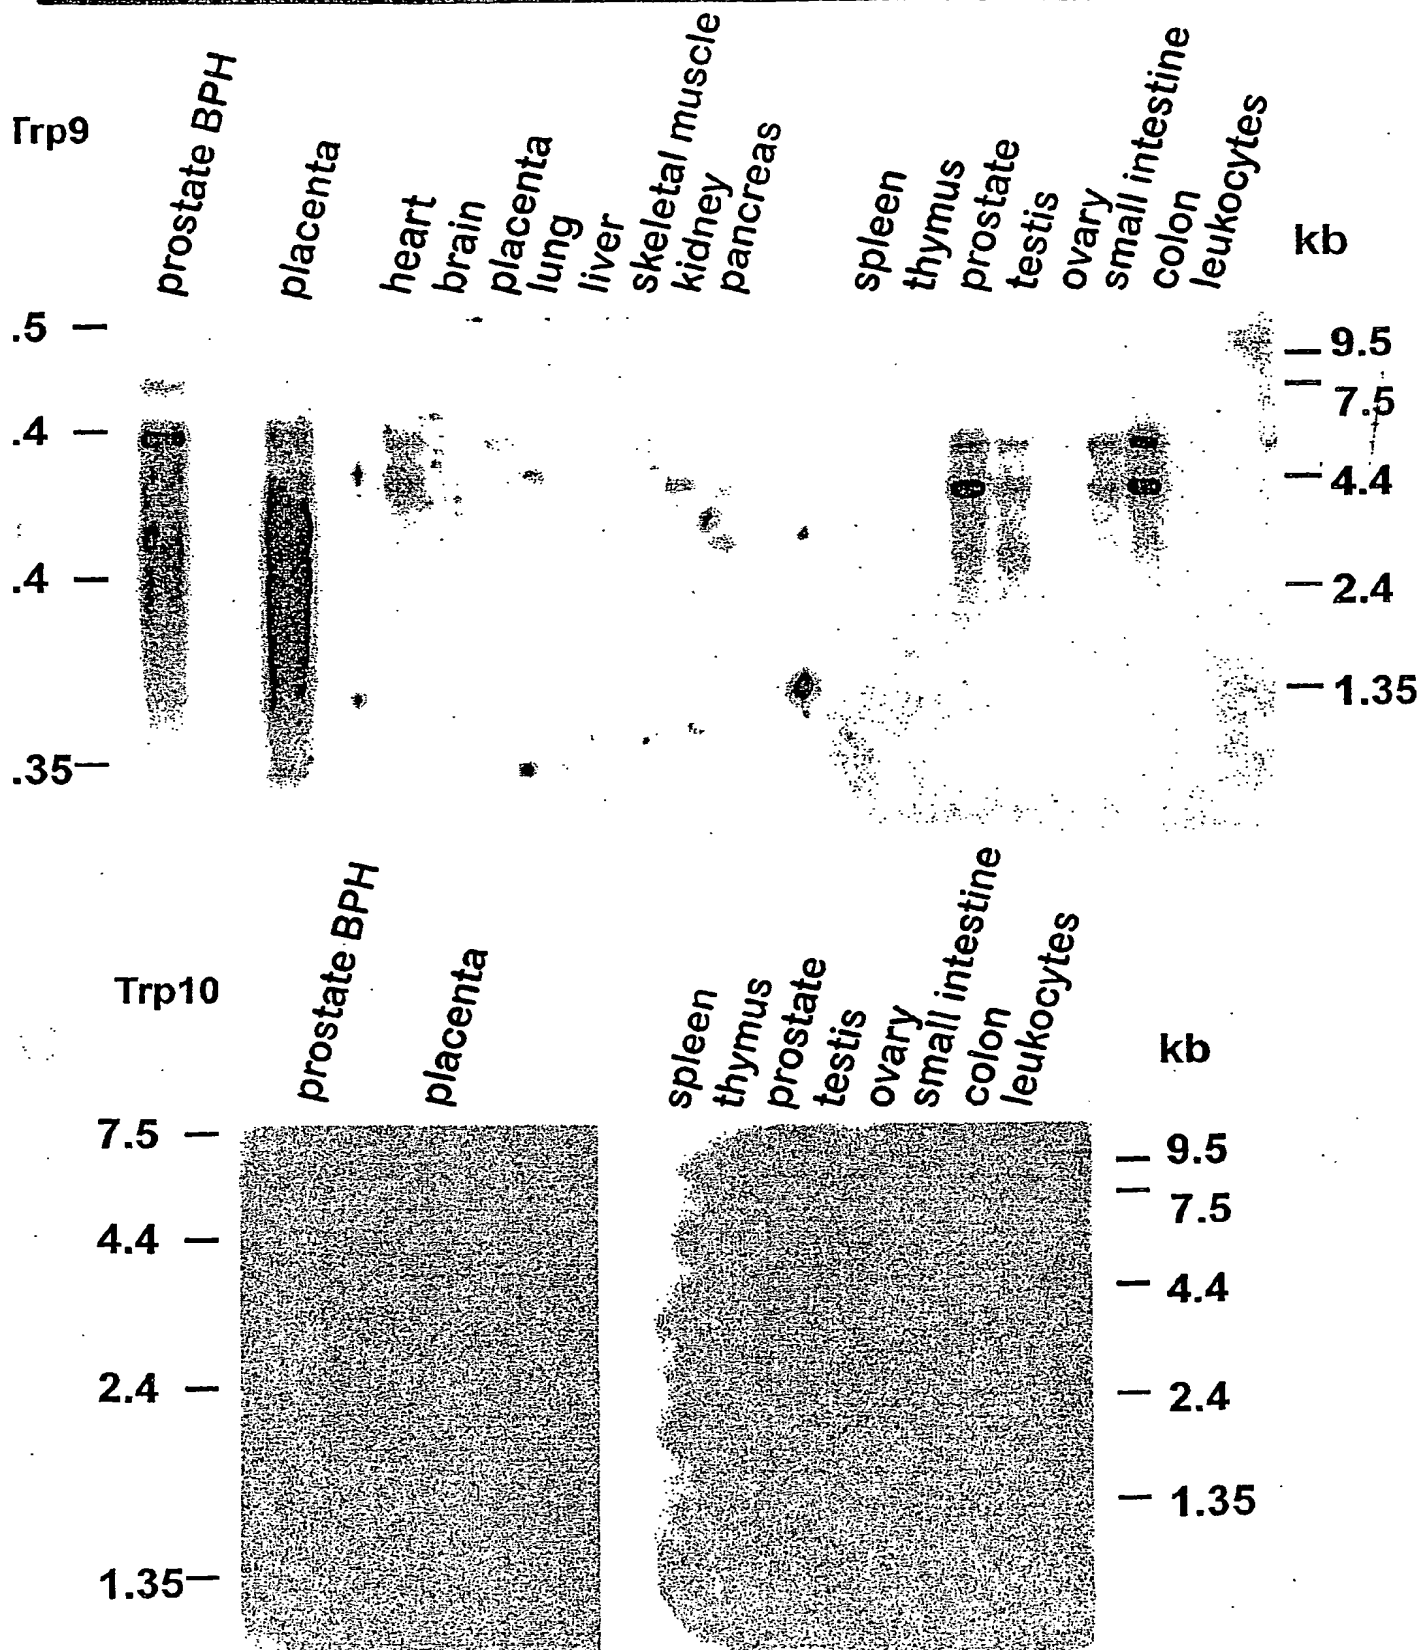 Trp9
prostate BPH
placenta
heart
brain
placenta
lung
liver
skeletal muscle
kidney
pancreas
spleen
thymus
prostate
testis
ovary
small intestine
colon
leukocytes
kb
.5
.4
.4
.35
9.5
7.5
4.4
2.4
1.35
Trp10
prostate BPH
placenta
spleen
thymus
prostate
testis
ovary
small intestine
colon
leukocytes
kb
7.5
4.4
2.4
1.35
9.5
7.5
4.4
2.4
1.35